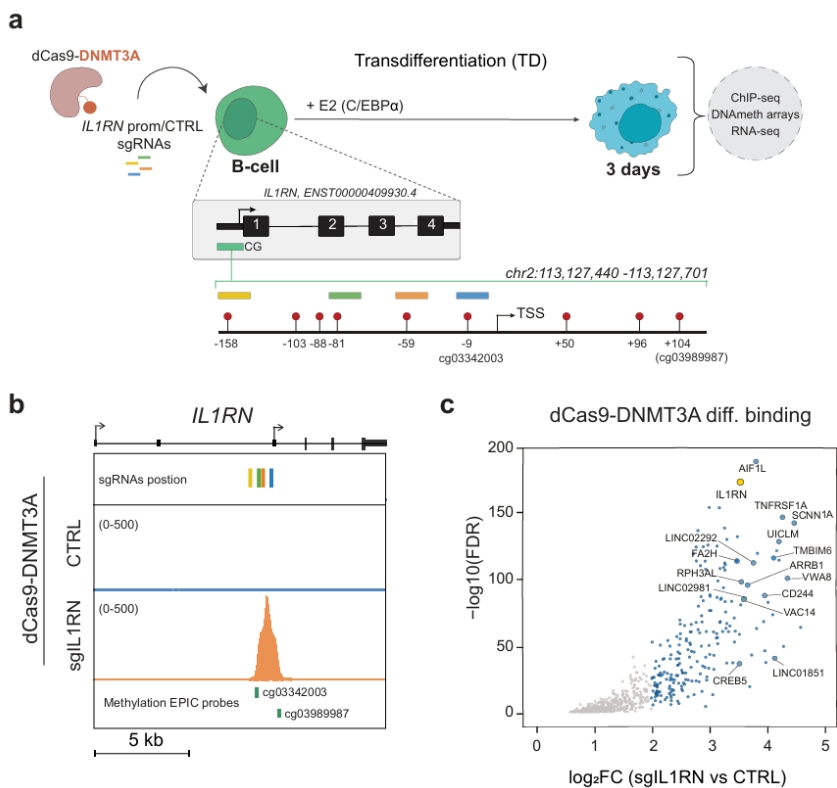 a
dCas9-DNMT3A
IL1RN prom/CTRL
sgRNAs
B-cell
Transdifferentiation (TD)
+ E2 (C/EBPα)
3 days
ChIP-seq
DNAmeth arrays
RNA-seq
IL1RN, ENST00000409930.4
1 2 3 4
CG
chr2:113,127,440 -113,127,701
TSS
-158 -103 -88 -81 -59 -9 +50 +96 +104
cg03342003 (cg03989987)
b
IL1RN
dCas9-DNMT3A
CTRL
sgIL1RN
sgRNAs postion
(0-500)
(0-500)
cg03342003
Methylation EPIC probes
cg03989987
5 kb
c
dCas9-DNMT3A diff. binding
−log10(FDR)
200
150
100
50
0
AIF1L
IL1RN
TNFRSF1A
SCNN1A
UICLM
LINC02292
TMBIM6
FA2H
ARRB1
RPH3AL
VWA8
LINC02981
CD244
VAC14
CREB5
LINC01851
0 1 2 3 4 5
log₂FC (sgIL1RN vs CTRL)